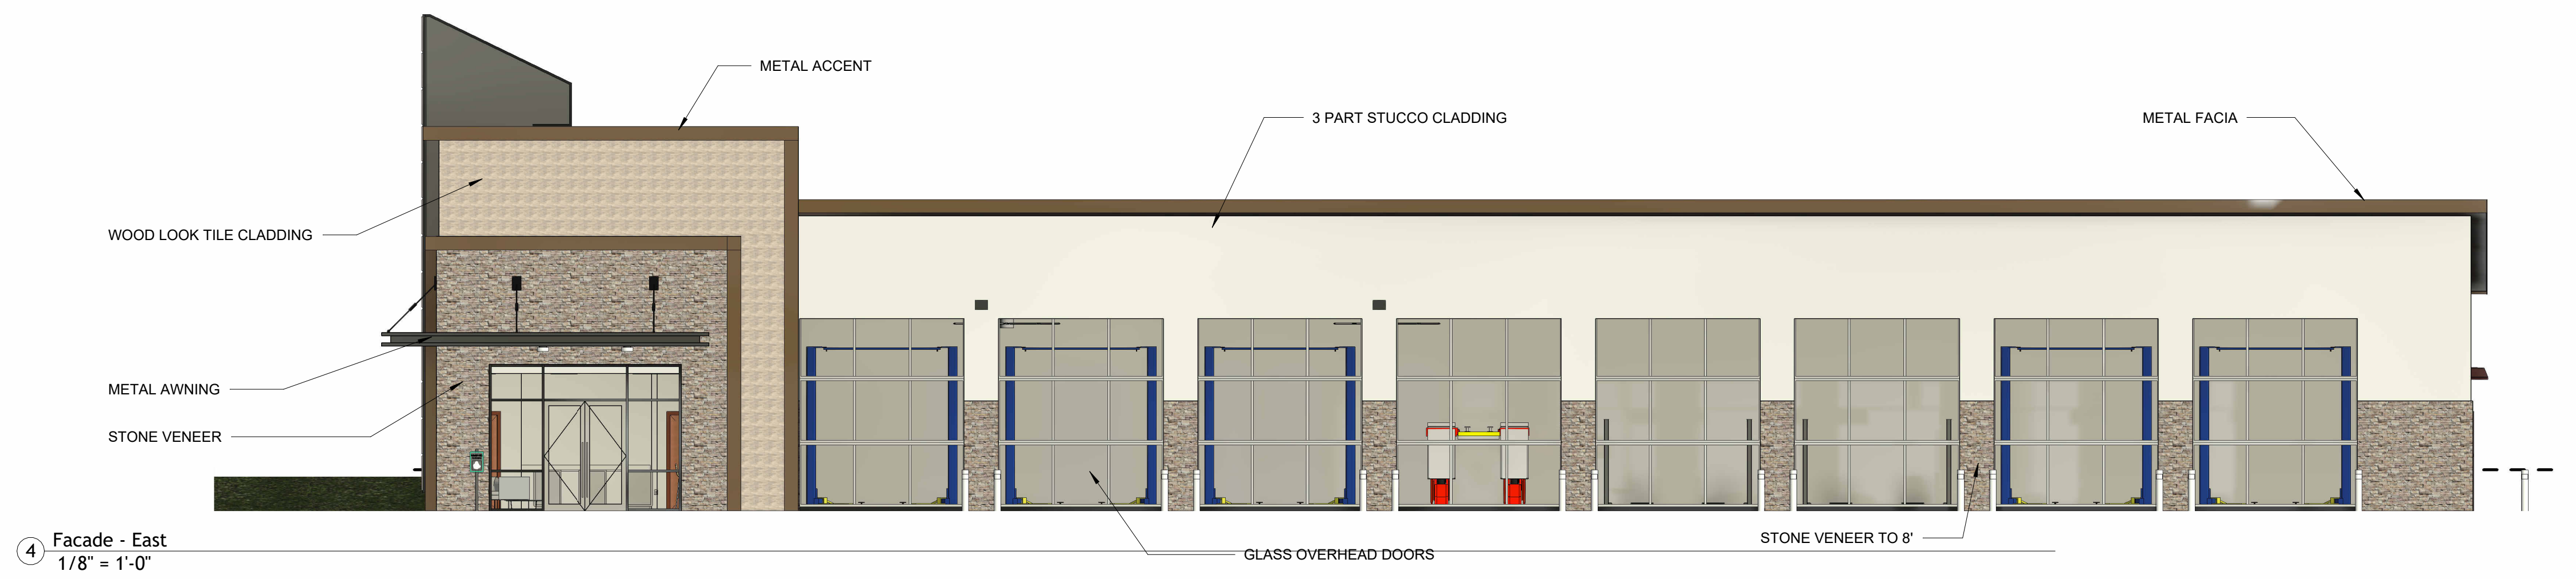 METAL ACCENT
3 PART STUCCO CLADDING
METAL FACIA
WOOD LOOK TILE CLADDING
METAL AWNING
STONE VENEER
STONE VENEER TO 8'
GLASS OVERHEAD DOORS
4
Facade - East
1/8" = 1'-0"